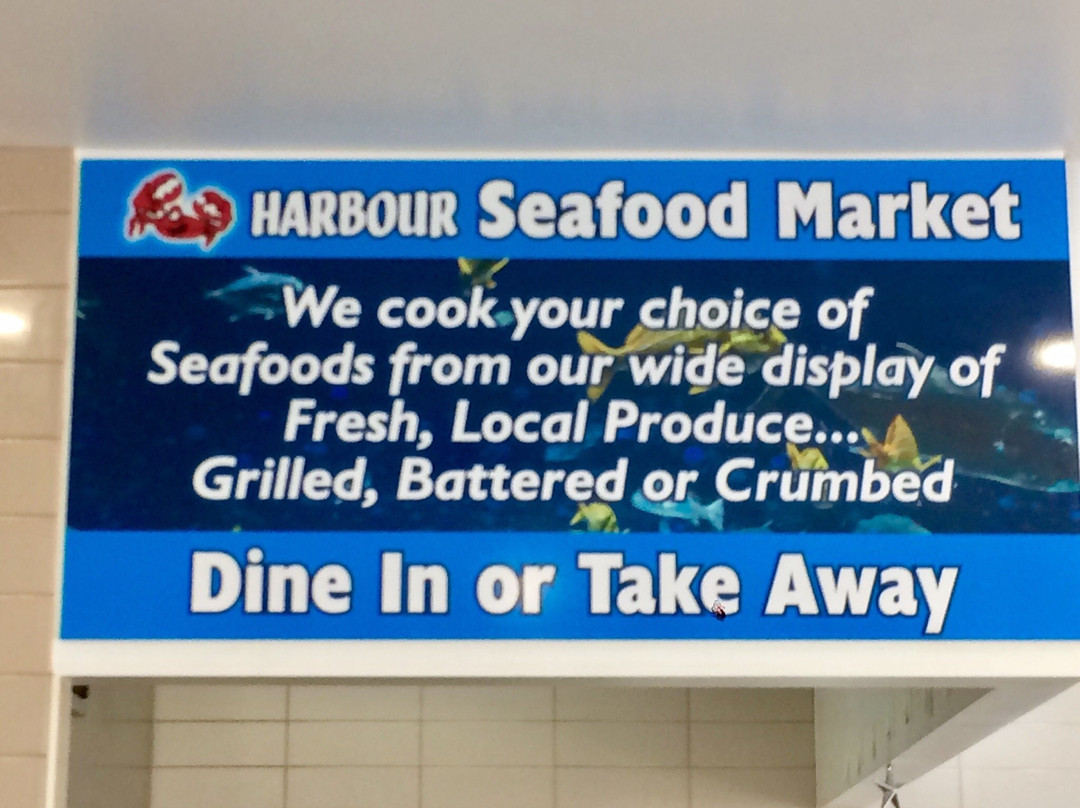 HARBOUR Seafood Market
We cook your choice of
Seafoods from our wide display of
Fresh, Local Produce...
Grilled, Battered or Crumbed
Dine In or Take Away